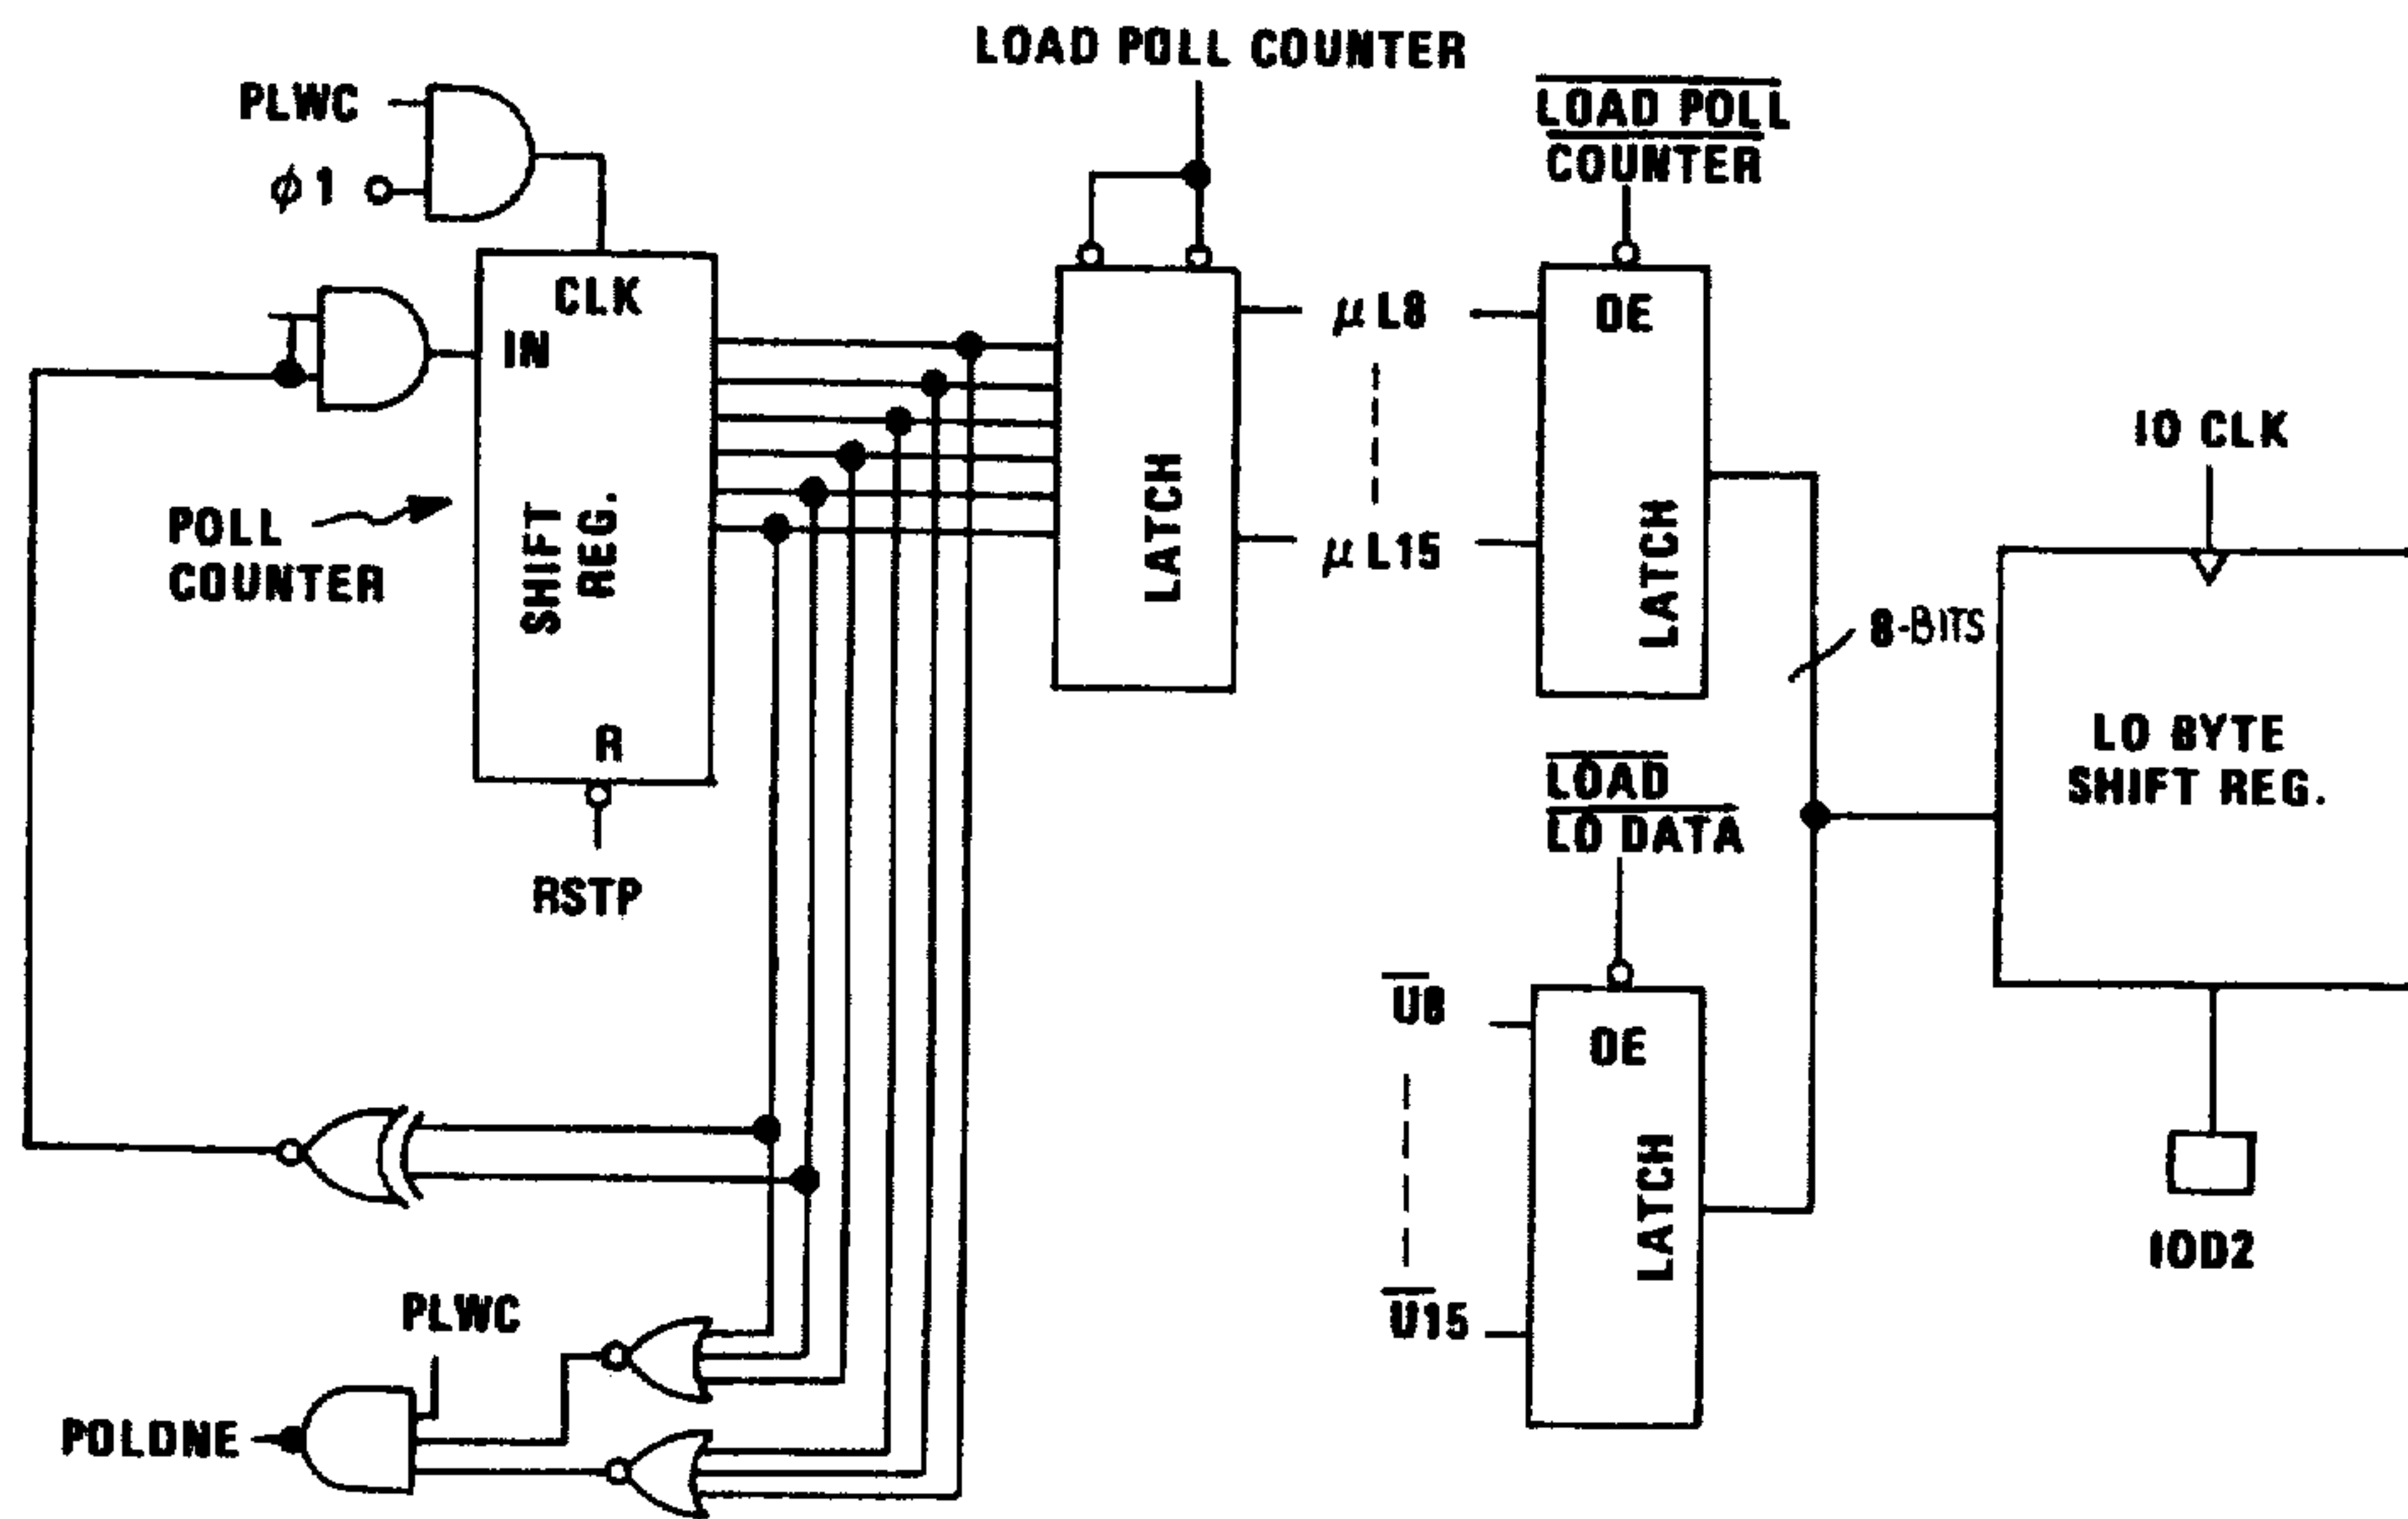 LOAD POLL COUNTER
PLWC
ϕ1
LOAD POLL
COUNTER
CLK
IN
OE
μL8
IO CLK
POLL
COUNTER
SHIFT
REG.
LATCH
μL15
LATCH
8-BITS
R
LO BYTE
SHIFT REG.
RSTP
LOAD
LO DATA
U8
OE
LATCH
U15
IOD2
PLWC
POLDNE